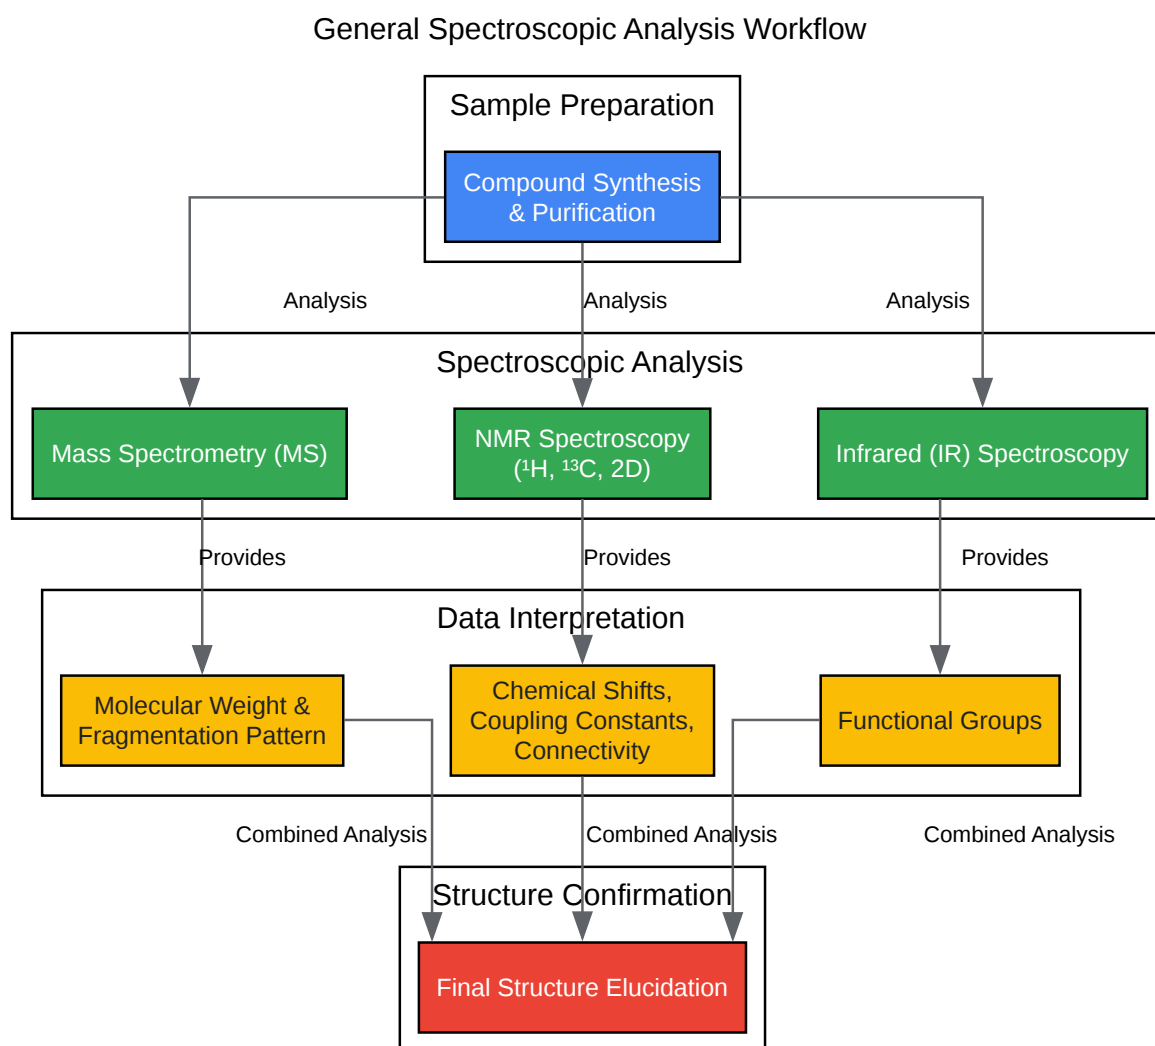 General Spectroscopic Analysis Workflow
Sample Preparation
Compound Synthesis
& Purification
Analysis
Analysis
Analysis
Spectroscopic Analysis
Mass Spectrometry (MS)
NMR Spectroscopy
(¹H, ¹³C, 2D)
Infrared (IR) Spectroscopy
Provides
Provides
Provides
Data Interpretation
Molecular Weight &
Fragmentation Pattern
Chemical Shifts,
Coupling Constants,
Connectivity
Functional Groups
Combined Analysis
Combined Analysis
Combined Analysis
Structure Confirmation
Final Structure Elucidation